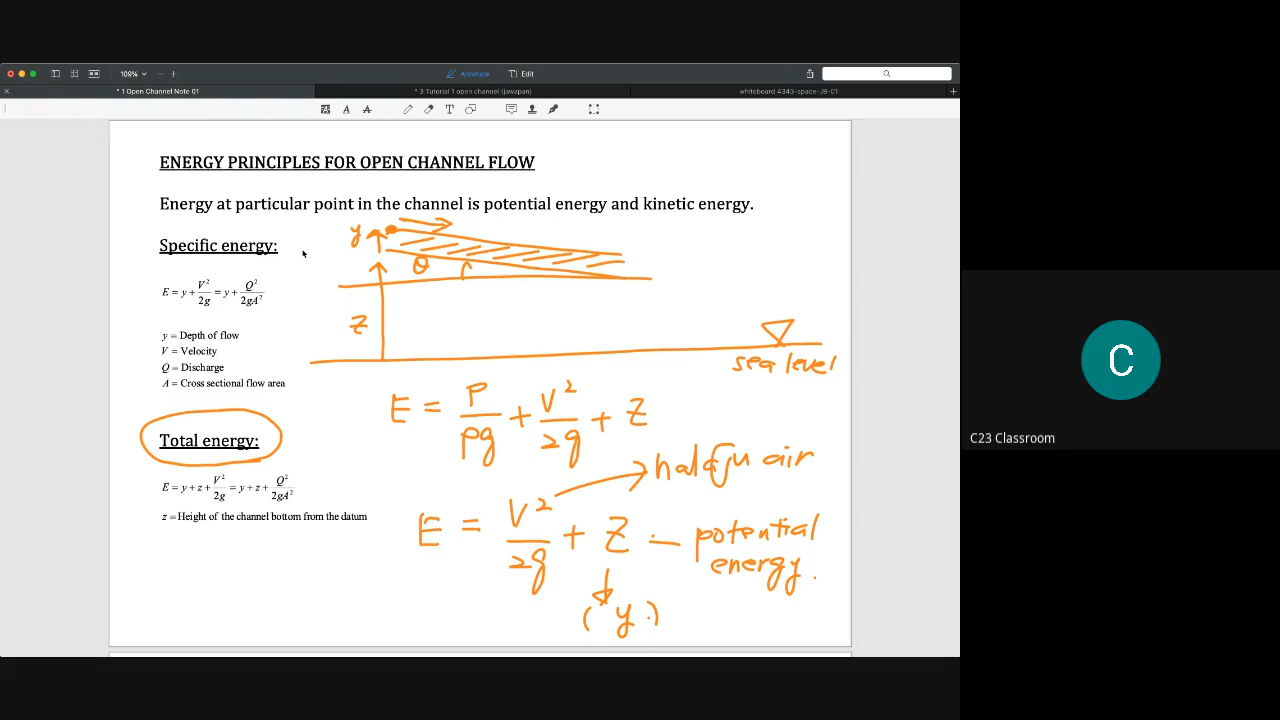 109%
Annotate
Edit
* 1 Open Channel Note 01
* 3 Tutorial 1 open channel (jawapan)
whiteboard 4343-space-JB-01
ENERGY PRINCIPLES FOR OPEN CHANNEL FLOW
Energy at particular point in the channel is potential energy and kinetic energy.
Specific energy:
E = y + V²/2g = y + Q²/2gA²
y = Depth of flow
V = Velocity
Q = Discharge
A = Cross sectional flow area
Total energy:
E = y + z + V²/2g = y + z + Q²/2gA²
z = Height of the channel bottom from the datum
y
θ
Z
sea level
E = P/ρg + V²/2g + Z
halaju air
E = V²/2g + Z — potential
energy.
(y.)
C
C23 Classroom